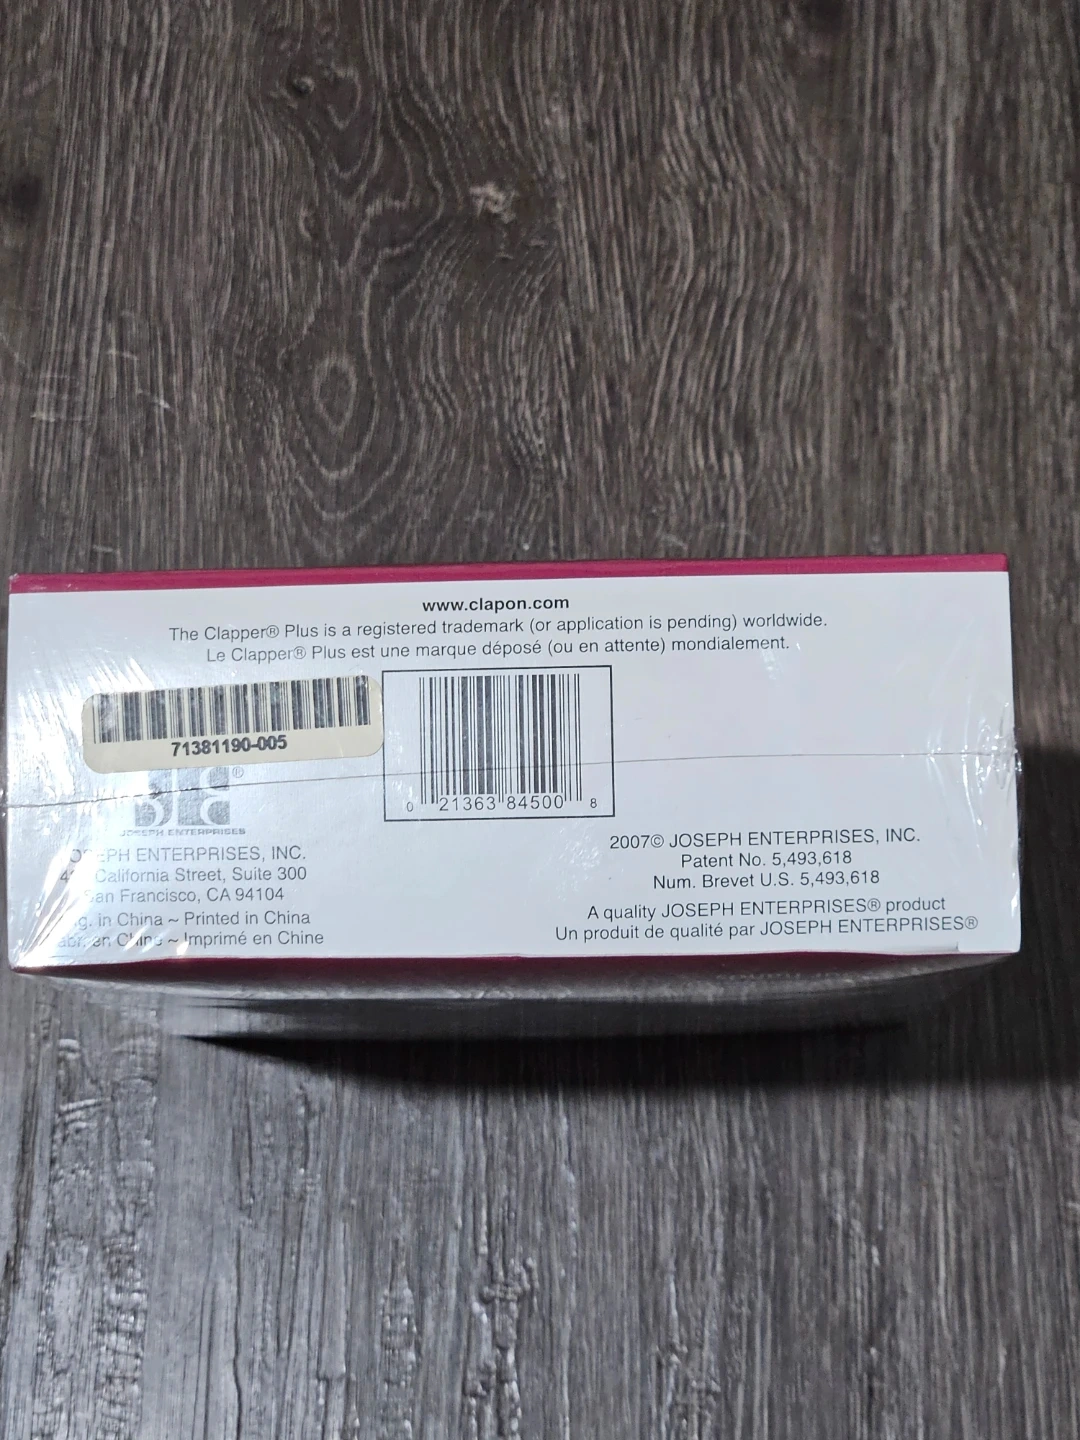 www.clapon.com
The Clapper® Plus is a registered trademark (or application is pending) worldwide.
Le Clapper® Plus est une marque déposé (ou en attente) mondialement.
71381190-005
0 21363 84500 8
®
JOSEPH ENTERPRISES
ENTERPRISES, INC.
California Street, Suite 300
San Francisco, CA 94104
in China ~ Printed in China
en Chine ~ Imprimé en Chine
2007© JOSEPH ENTERPRISES, INC.
Patent No. 5,493,618
Num. Brevet U.S. 5,493,618
A quality JOSEPH ENTERPRISES® product
Un produit de qualité par JOSEPH ENTERPRISES®